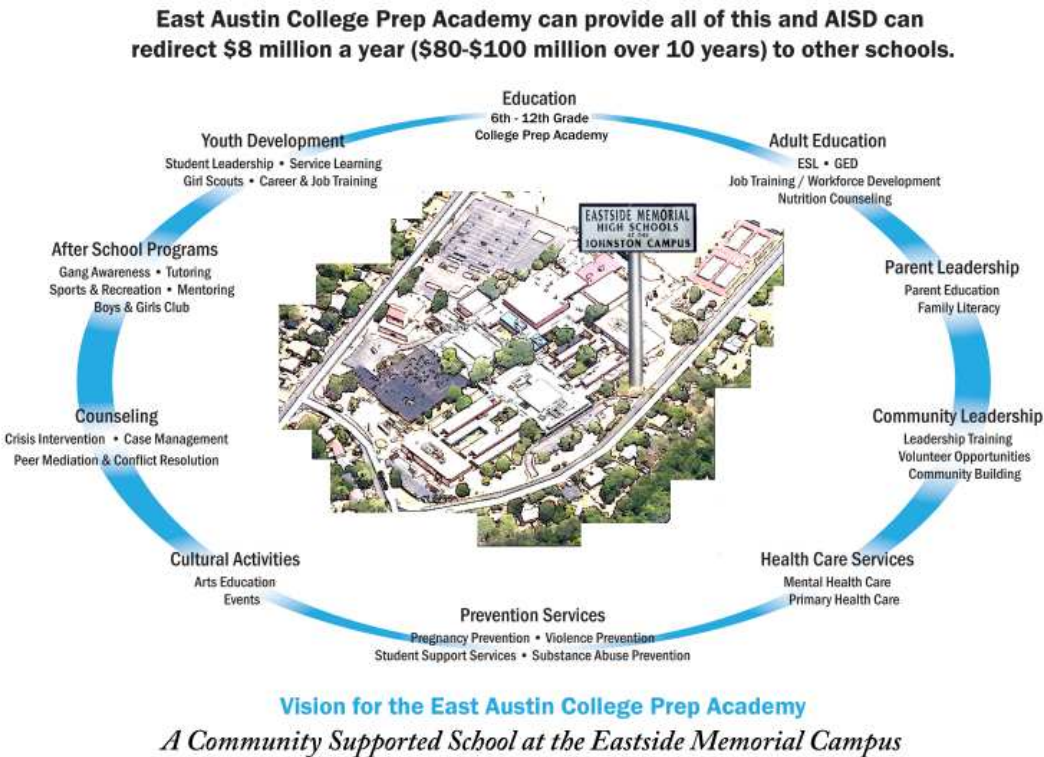 East Austin College Prep Academy can provide all of this and AISD can
redirect $8 million a year ($80-$100 million over 10 years) to other schools.
Education
6th - 12th Grade
College Prep Academy
Adult Education
ESL • GED
Job Training / Workforce Development
Nutrition Counseling
Parent Leadership
Parent Education
Family Literacy
Community Leadership
Leadership Training
Volunteer Opportunities
Community Building
Health Care Services
Mental Health Care
Primary Health Care
Prevention Services
Pregnancy Prevention • Violence Prevention
Student Support Services • Substance Abuse Prevention
Cultural Activities
Arts Education
Events
Counseling
Crisis Intervention • Case Management
Peer Mediation & Conflict Resolution
After School Programs
Gang Awareness • Tutoring
Sports & Recreation • Mentoring
Boys & Girls Club
Youth Development
Student Leadership • Service Learning
Girl Scouts • Career & Job Training
EASTSIDE MEMORIAL
HIGH SCHOOLS
AT THE
JOHNSTON CAMPUS
Vision for the East Austin College Prep Academy
A Community Supported School at the Eastside Memorial Campus